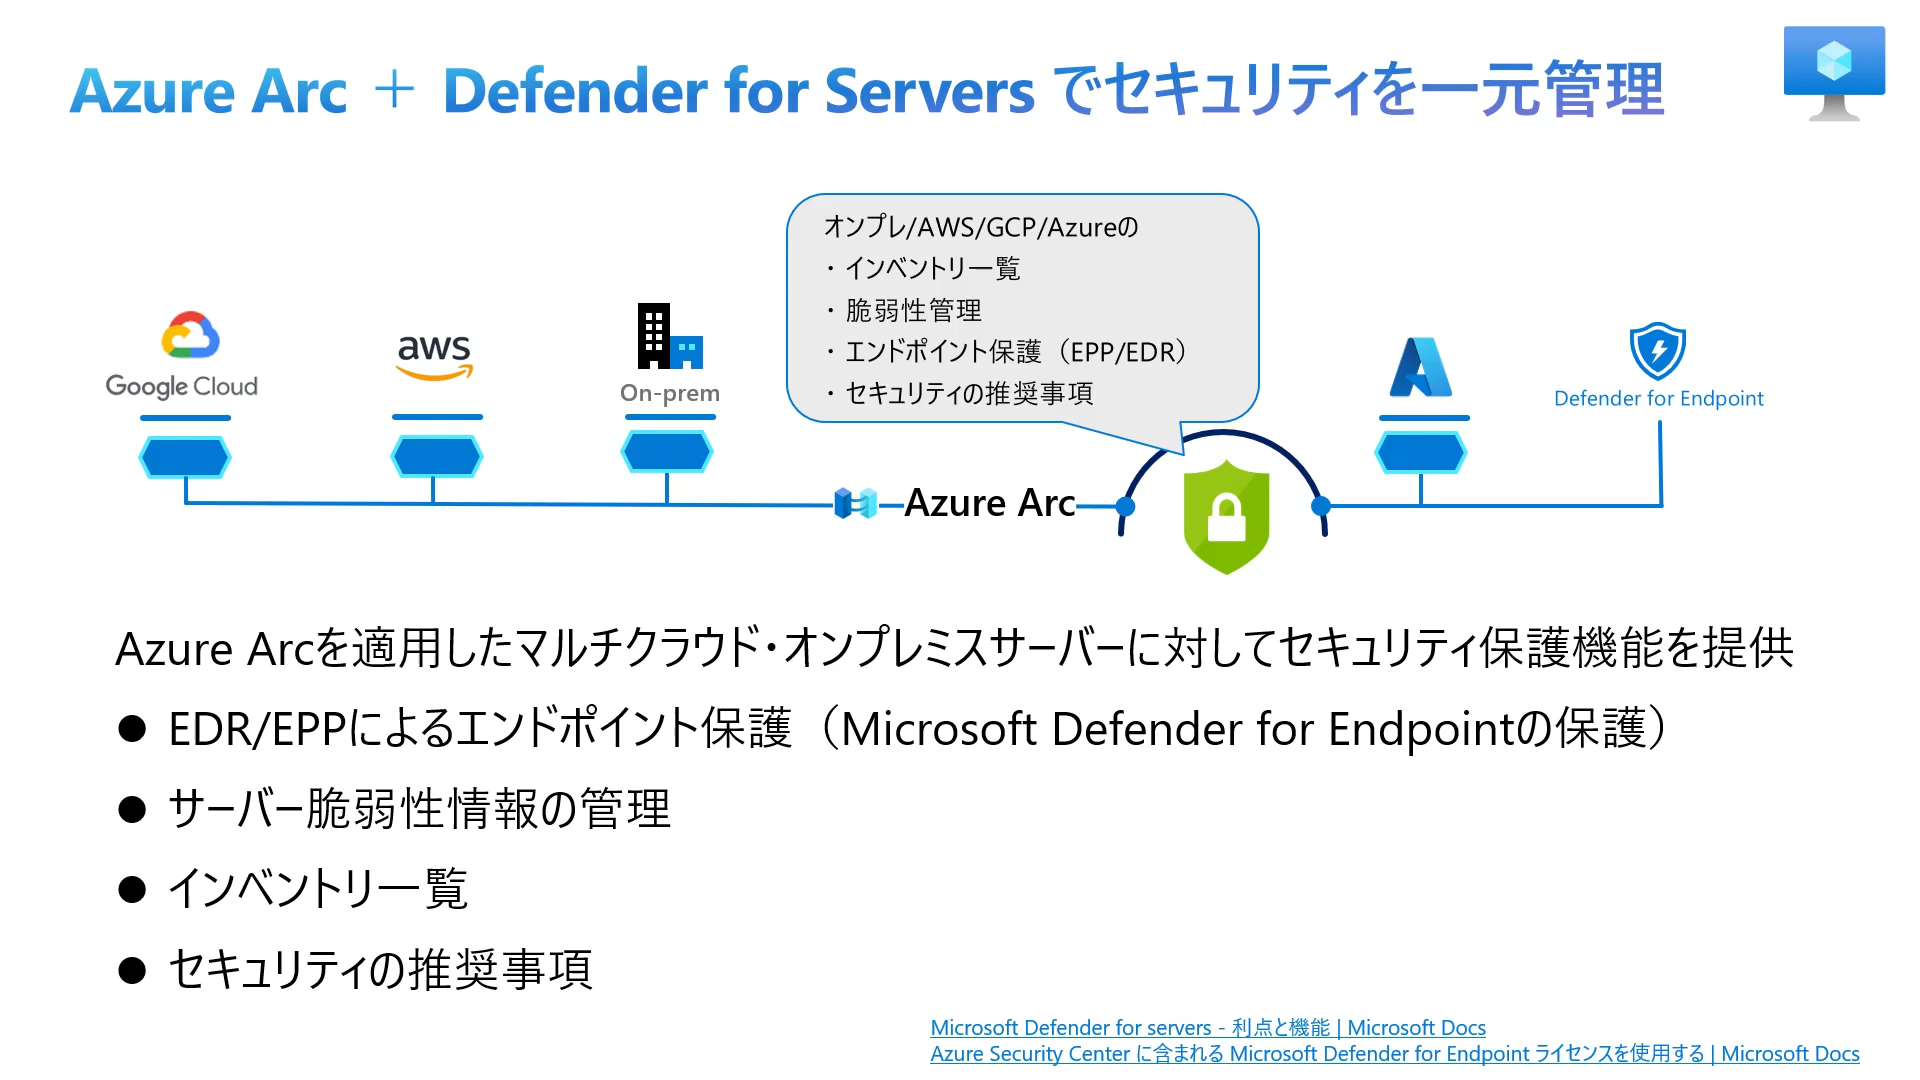 Azure Arc ＋ Defender for Servers でセキュリティを一元管理
オンプレ/AWS/GCP/Azureの
・インベントリ一覧
・脆弱性管理
・エンドポイント保護（EPP/EDR）
・セキュリティの推奨事項
Google Cloud
aws
On-prem
Defender for Endpoint
Azure Arc
Azure Arcを適用したマルチクラウド・オンプレミスサーバーに対してセキュリティ保護機能を提供
● EDR/EPPによるエンドポイント保護（Microsoft Defender for Endpointの保護）
● サーバー脆弱性情報の管理
● インベントリ一覧
● セキュリティの推奨事項
Microsoft Defender for servers - 利点と機能 | Microsoft Docs
Azure Security Center に含まれる Microsoft Defender for Endpoint ライセンスを使用する | Microsoft Docs